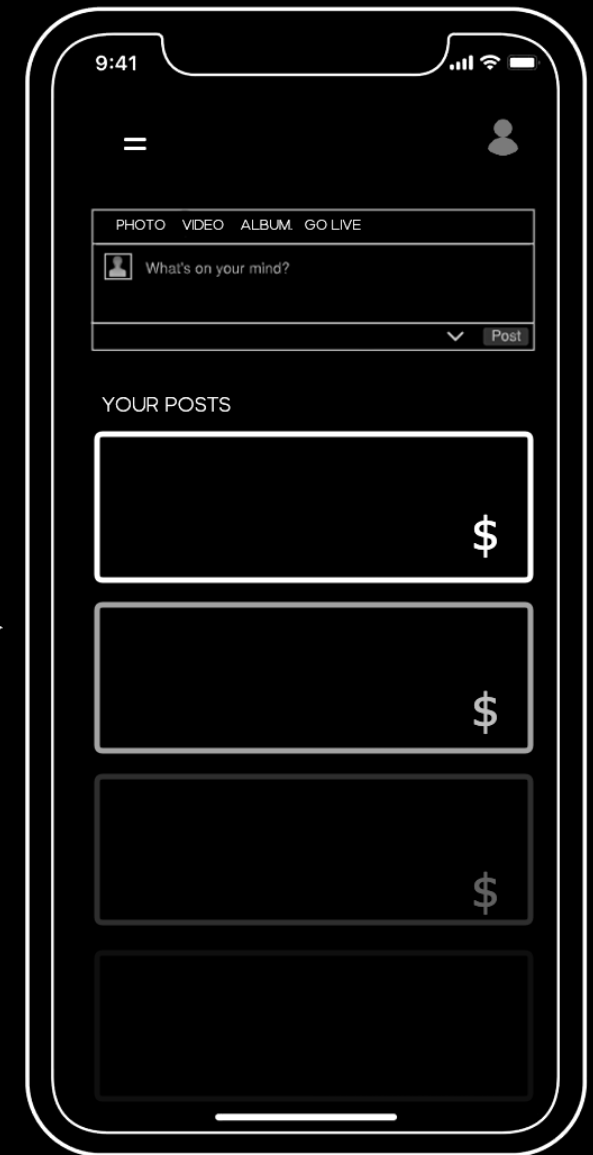 9:41
PHOTO VIDEO ALBUM. GO LIVE
What's on your mind?
Post
YOUR POSTS
$
$
$